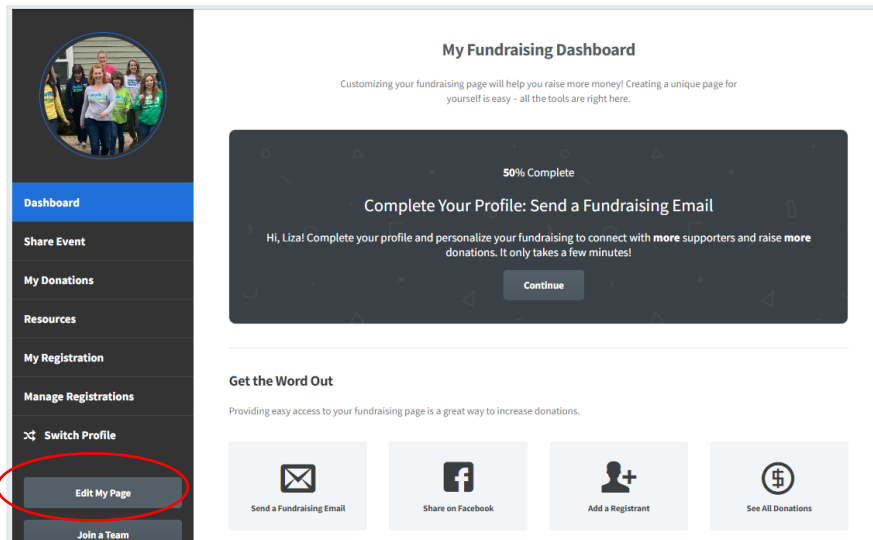 Dashboard
Share Event
My Donations
Resources
My Registration
Manage Registrations
Switch Profile
Edit My Page
Join a Team
My Fundraising Dashboard
Customizing your fundraising page will help you raise more money! Creating a unique page for
yourself is easy – all the tools are right here.
50% Complete
Complete Your Profile: Send a Fundraising Email
Hi, Liza! Complete your profile and personalize your fundraising to connect with more supporters and raise more
donations. It only takes a few minutes!
Continue
Get the Word Out
Providing easy access to your fundraising page is a great way to increase donations.
Send a Fundraising Email
Share on Facebook
Add a Registrant
See All Donations